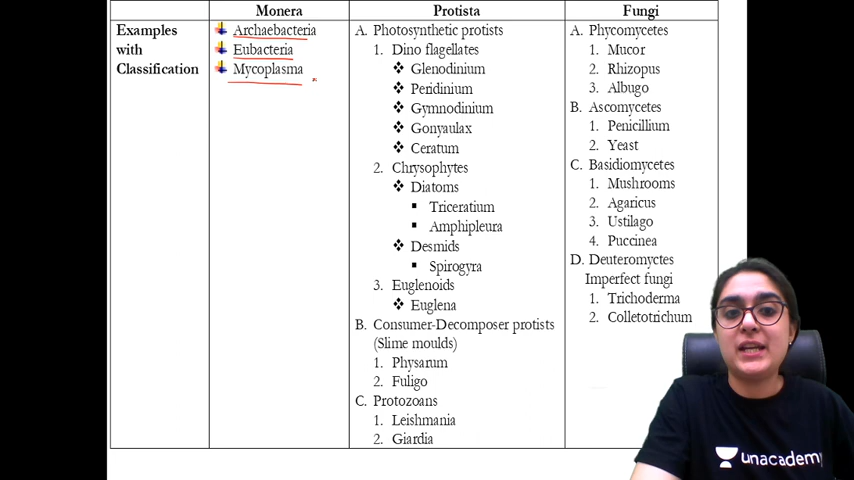 Monera
Protista
Fungi
Examples
with
Classification
Archaebacteria
Eubacteria
Mycoplasma
A. Photosynthetic protists
1. Dino flagellates
❖ Glenodinium
❖ Peridinium
❖ Gymnodinium
❖ Gonyaulax
❖ Ceratum
2. Chrysophytes
❖ Diatoms
▪ Triceratium
▪ Amphipleura
❖ Desmids
▪ Spirogyra
3. Euglenoids
❖ Euglena
B. Consumer-Decomposer protists
(Slime moulds)
1. Physarum
2. Fuligo
C. Protozoans
1. Leishmania
2. Giardia
A. Phycomycetes
1. Mucor
2. Rhizopus
3. Albugo
B. Ascomycetes
1. Penicillium
2. Yeast
C. Basidiomycetes
1. Mushrooms
2. Agaricus
3. Ustilago
4. Puccinea
D. Deuteromyctes
Imperfect fungi
1. Trichoderma
2. Colletotrichum
unacademy